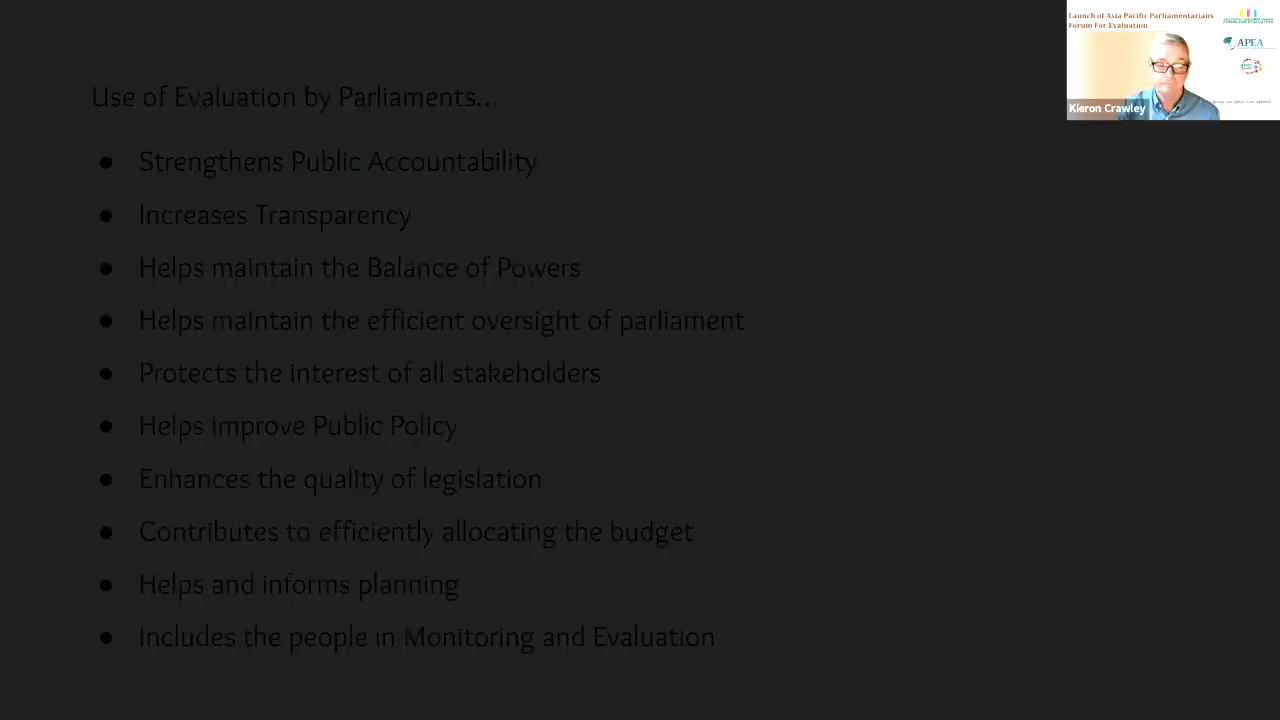 Launch of Asia Pacific Parliamentarians
Forum For Evaluation
FORUM FOR EVALUATION
APEA
Kieron Crawley
Use of Evaluation by Parliaments...
● Strengthens Public Accountability
● Increases Transparency
● Helps maintain the Balance of Powers
● Helps maintain the efficient oversight of parliament
● Protects the interest of all stakeholders
● Helps improve Public Policy
● Enhances the quality of legislation
● Contributes to efficiently allocating the budget
● Helps and informs planning
● Includes the people in Monitoring and Evaluation